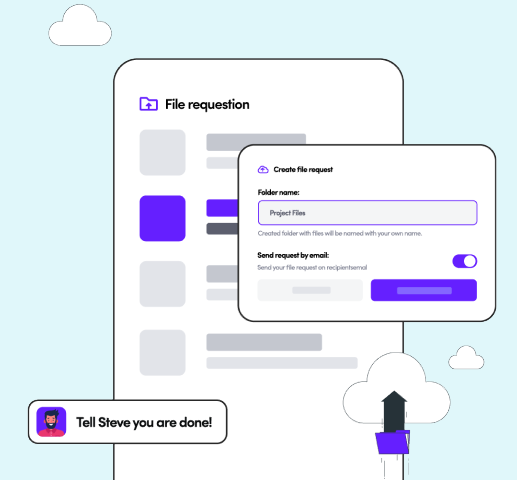 File requestion
Create file request
Folder name:
Project Files
Created folder with files will be named with your own name.
Send request by email:
Send your file request on recipientsemal
Tell Steve you are done!